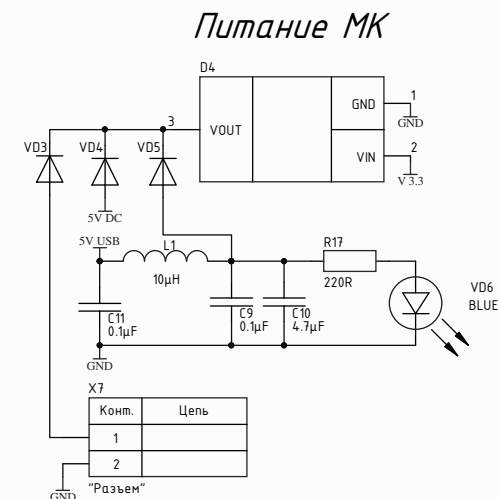 Питание МК
D4
GND
1
GND
3
VOUT
VIN
2
V 3.3
VD3
VD4
VD5
5V DC
5V USB
L1
10µH
R17
220R
VD6
BLUE
C11
0.1µF
C9
0.1µF
C10
4.7µF
GND
X7
Конт.
Цепь
1
2
GND
"Разъем"